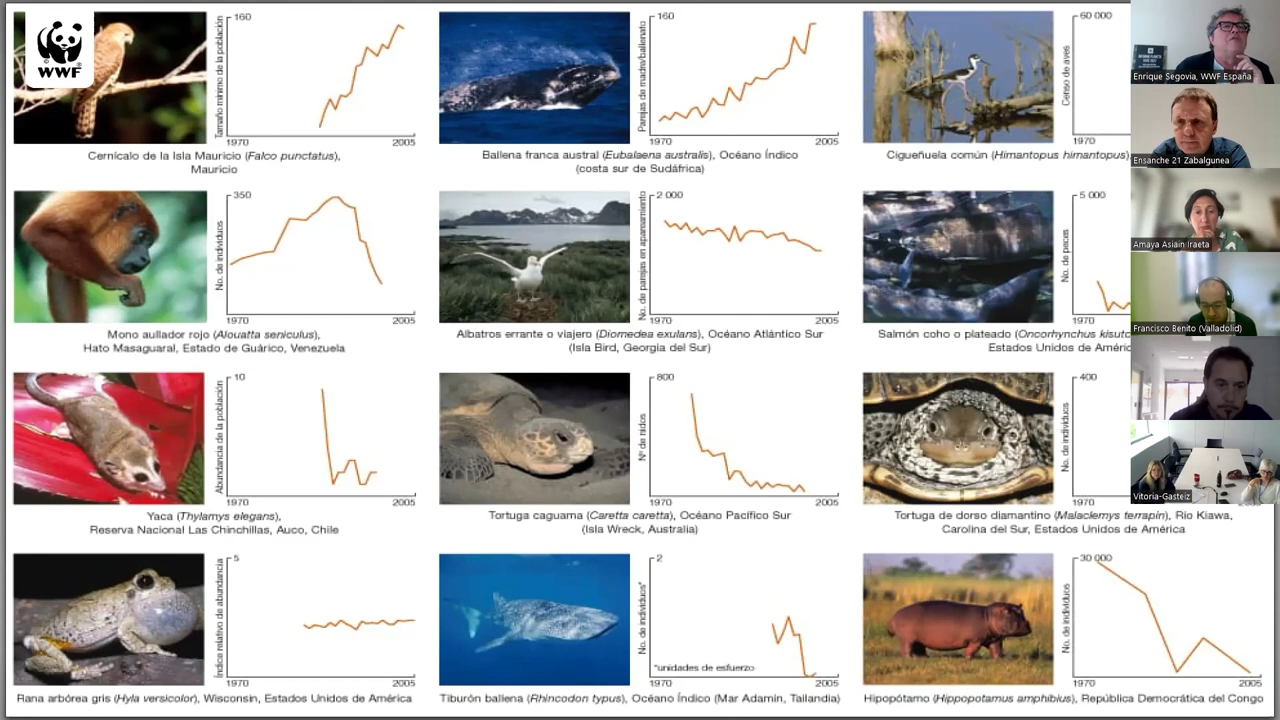 WWF
Tamaño mínimo de la población
160
1970
2005
Cernícalo de la Isla Mauricio (Falco punctatus),
Mauricio
Parejas de madre/ballenato
160
1970
2005
Ballena franca austral (Eubalaena australis), Océano Índico
(costa sur de Sudáfrica)
Censo de aves
60 000
1970
Cigueñuela común (Himantopus himantopus)
No. de individuos
350
1970
2005
Mono aullador rojo (Alouatta seniculus),
Hato Masaguaral, Estado de Guárico, Venezuela
No. de parejas en apareamiento
2 000
1970
2005
Albatros errante o viajero (Diomedea exulans), Océano Atlántico Sur
(Isla Bird, Georgia del Sur)
No. de peces
5 000
1970
Salmón coho o plateado (Oncorhynchus kisutc
Estados Unidos de Améric
Abundancia de la población
10
1970
2005
Yaca (Thylamys elegans),
Reserva Nacional Las Chinchillas, Auco, Chile
Nº de nidos
800
1970
2005
Tortuga caguama (Caretta caretta), Océano Pacífico Sur
(Isla Wreck, Australia)
No. de individuos
400
1970
Tortuga de dorso diamantino (Malaclemys terrapin), Río Kiawa,
Carolina del Sur, Estados Unidos de América
Índice relativo de abundancia
5
1970
2005
Rana arbórea gris (Hyla versicolor), Wisconsin, Estados Unidos de América
No. de individuos*
2
*unidades de esfuerzo
1970
2005
Tiburón ballena (Rhincodon typus), Océano Índico (Mar Adamin, Tailandia)
No. de individuos
30 000
1970
2005
Hipopótamo (Hippopotamus amphibius), República Democrática del Congo
Enrique Segovia, WWF España
Ensanche 21 Zabalgunea
Amaya Asiain Iraeta
Francisco Benito (Valladolid)
Vitoria-Gasteiz